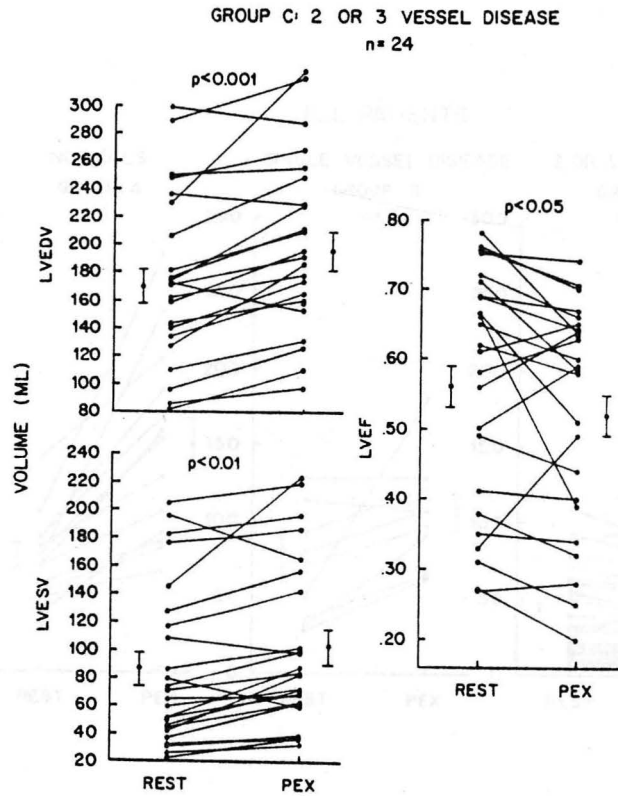 GROUP C: 2 OR 3 VESSEL DISEASE
n=24
p<0.001
300
280
260
240
220
200
180
160
140
120
100
80
LVEDV
VOLUME (ML)
p<0.01
240
220
200
180
160
140
120
100
80
60
40
20
LVESV
REST
PEX
p<0.05
.80
.70
.60
.50
.40
.30
.20
LVEF
REST
PEX